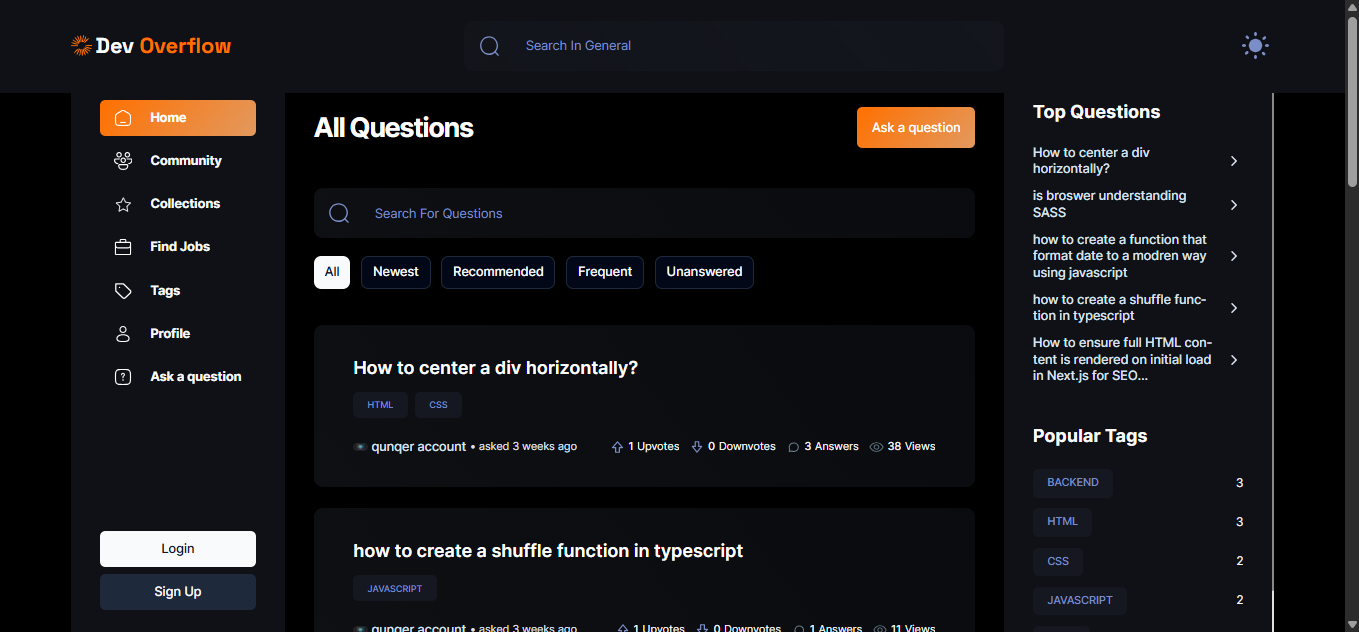 Dev Overflow
Search In General
Home
Community
Collections
Find Jobs
Tags
Profile
Ask a question
Login
Sign Up
All Questions
Ask a question
Search For Questions
All
Newest
Recommended
Frequent
Unanswered
How to center a div horizontally?
HTML
CSS
qunqer account • asked 3 weeks ago
1 Upvotes
0 Downvotes
3 Answers
38 Views
how to create a shuffle function in typescript
JAVASCRIPT
qunqer account • asked 3 weeks ago
1 Upvotes
0 Downvotes
1 Answers
11 Views
Top Questions
How to center a div
horizontally?
is broswer understanding
SASS
how to create a function that
format date to a modren way
using javascript
how to create a shuffle func-
tion in typescript
How to ensure full HTML con-
tent is rendered on initial load
in Next.js for SEO...
Popular Tags
BACKEND 3
HTML 3
CSS 2
JAVASCRIPT 2